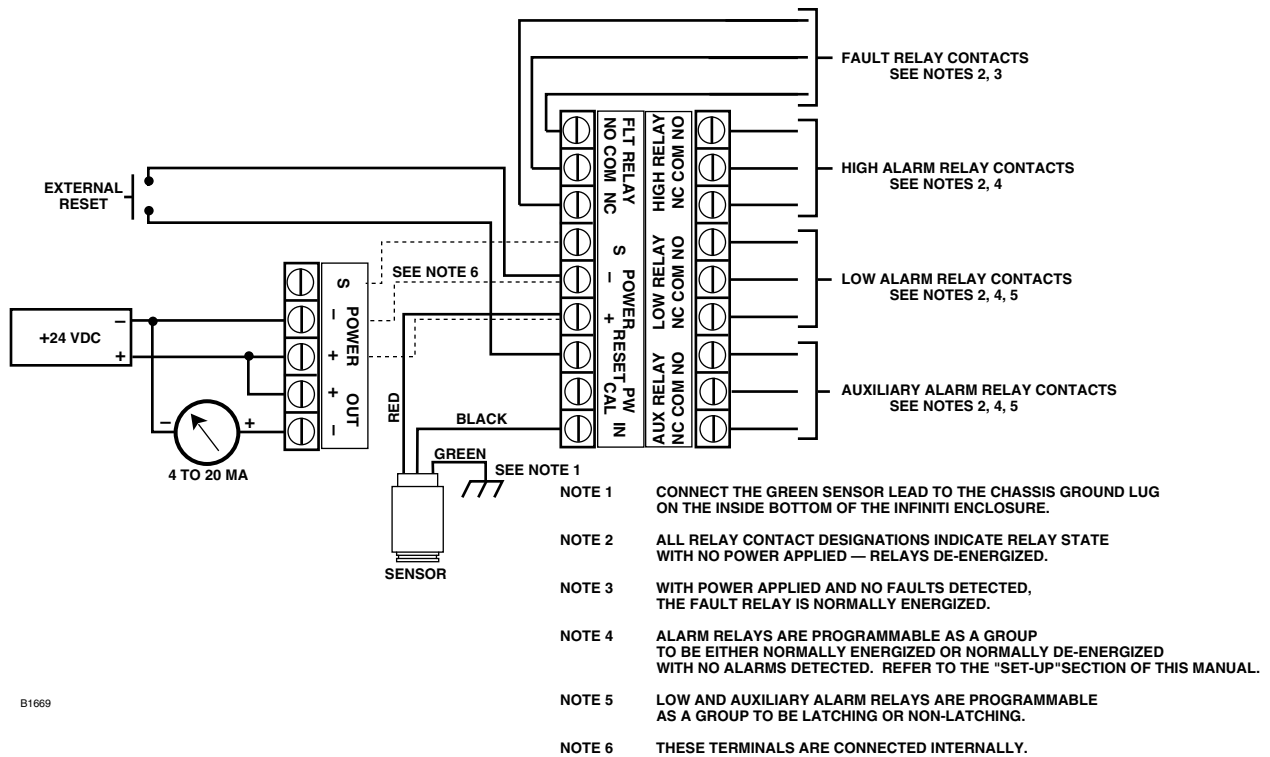 FAULT RELAY CONTACTS
SEE NOTES 2, 3
HIGH ALARM RELAY CONTACTS
SEE NOTES 2, 4
LOW ALARM RELAY CONTACTS
SEE NOTES 2, 4, 5
AUXILIARY ALARM RELAY CONTACTS
SEE NOTES 2, 4, 5
FLT RELAY
NO COM NC
S
POWER
–
+
RESET
PW
CAL
IN
HIGH RELAY
NC COM NO
LOW RELAY
NC COM NO
AUX RELAY
NC COM NO
EXTERNAL
RESET
SEE NOTE 6
S
–
POWER
+
+
OUT
–
–
+24 VDC
+
–
+
4 TO 20 MA
RED
BLACK
GREEN
SEE NOTE 1
SENSOR
NOTE 1 CONNECT THE GREEN SENSOR LEAD TO THE CHASSIS GROUND LUG
ON THE INSIDE BOTTOM OF THE INFINITI ENCLOSURE.
NOTE 2 ALL RELAY CONTACT DESIGNATIONS INDICATE RELAY STATE
WITH NO POWER APPLIED — RELAYS DE-ENERGIZED.
NOTE 3 WITH POWER APPLIED AND NO FAULTS DETECTED,
THE FAULT RELAY IS NORMALLY ENERGIZED.
NOTE 4 ALARM RELAYS ARE PROGRAMMABLE AS A GROUP
TO BE EITHER NORMALLY ENERGIZED OR NORMALLY DE-ENERGIZED
WITH NO ALARMS DETECTED. REFER TO THE "SET-UP"SECTION OF THIS MANUAL.
NOTE 5 LOW AND AUXILIARY ALARM RELAYS ARE PROGRAMMABLE
AS A GROUP TO BE LATCHING OR NON-LATCHING.
NOTE 6 THESE TERMINALS ARE CONNECTED INTERNALLY.
B1669